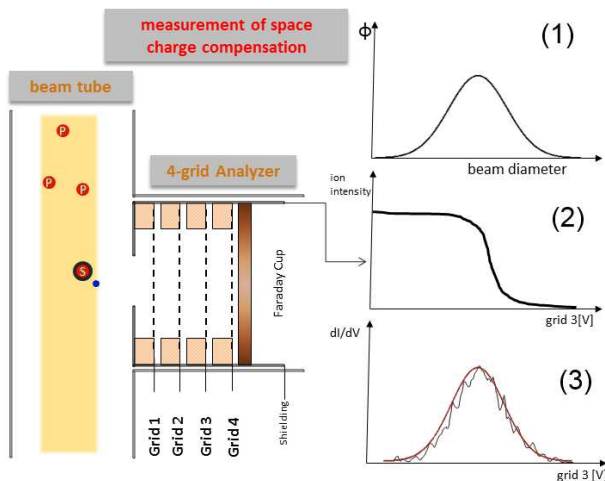 measurement of space
charge compensation
beam tube
P
P
P
S
4-grid Analyzer
Grid 1
Grid 2
Grid 3
Grid 4
Faraday Cup
Shielding
Φ
(1)
beam diameter
ion
intensity
(2)
grid 3[V]
dI/dV
(3)
grid 3 [V]